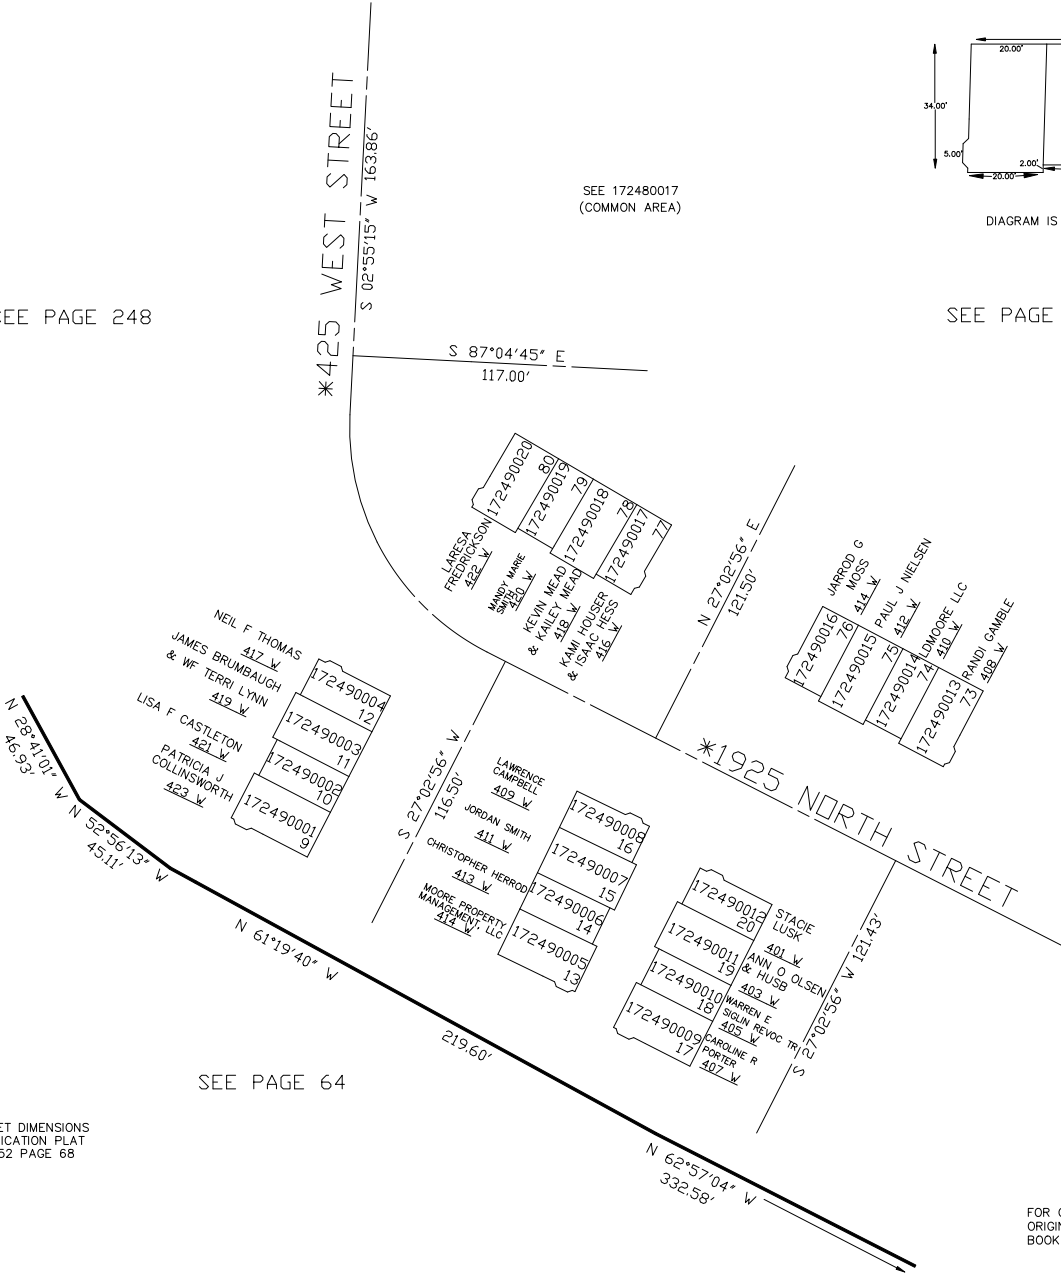 *425 WEST STREET
S 02°55'15" W 163.86'
20.00'
34.00'
5.00'
2.00'
20.00'
DIAGRAM IS
SEE 172480017
(COMMON AREA)
SEE PAGE 248
SEE PAGE
S 87°04'45" E
117.00'
172490020
80
172490019
79
172490018
78
172490017
77
LARESA
FREDRICKSON
422 W
MANDY MARIE
SMITH
420 W
KEVIN MEAD
& KAILEY MEAD
418 W
KAMI HOUSER
& ISAAC HESS
416 W
N 27°02'56" E
121.50'
JARROD G
MOSS
414 W
PAUL J NIELSEN
412 W
LDMOORE LLC
410 W
RANDI GAMBLE
408 W
172490016
76
172490015
75
172490014
74
172490013
73
NEIL F THOMAS
417 W
JAMES BRUMBAUGH
& WF TERRI LYNN
419 W
LISA F CASTLETON
421 W
PATRICIA J
COLLINSWORTH
423 W
172490004
12
172490003
11
172490002
10
172490001
9
N 28°41'01" W
46.93'
N 52°56'13" W
45.11'
S 27°02'56" W
116.50'
*1925 NORTH STREET
LAWRENCE
CAMPBELL
409 W
JORDAN SMITH
411 W
CHRISTOPHER HERROD
413 W
MOORE PROPERTY
MANAGEMENT, LLC
414 W
172490008
16
172490007
15
172490006
14
172490005
13
172490012
20
172490011
19
172490010
18
172490009
17
STACIE
LUSK
401 W
ANN O OLSEN
& HUSB
403 W
WARREN E
SIGLIN REVOC TR
405 W
CAROLINE R
PORTER
407 W
S 27°02'56" W 121.43'
N 61°19'40" W
219.60'
SEE PAGE 64
ET DIMENSIONS
ICATION PLAT
52 PAGE 68
N 62°57'04" W
332.58'
FOR
ORIGIN
BOOK